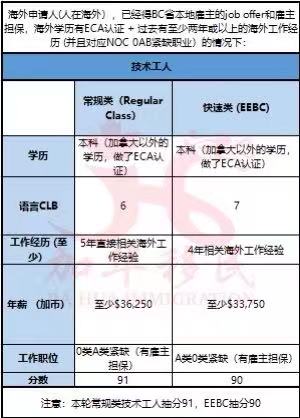 海外申请人(人在海外），已经得BC省本地雇主的job offer和雇主
担保，海外学历有ECA认证 + 过去有至少两年或以上的海外工作经
历 (并且对应NOC 0AB紧缺职业）的情况下：
技术工人
常规类（Regular
Class）
快速类 (EEBC)
学历
本科（加拿大以外的学
历，做了ECA认
证）
本科（加拿大以外的学历，
做了ECA认证）
语言CLB
6
7
工作经历（至
少）
5年直接相关海外工
作经验
4年相关海外工作经验
年薪 （加币）
至少$36,250
至少$33,750
工作职位
0类A类紧缺（有雇主
担保）
A类0类紧缺（有雇主担保）
分数
91
90
注意：本轮常规类技术工人抽分91，EEBC抽分90
加华移民